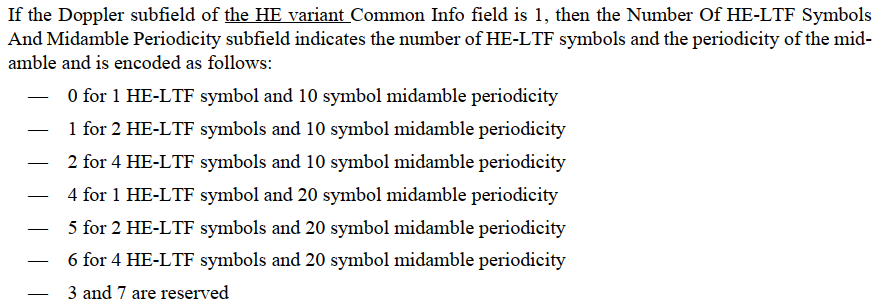 If the Doppler subfield of the HE variant Common Info field is 1, then the Number Of HE-LTF Symbols
And Midamble Periodicity subfield indicates the number of HE-LTF symbols and the periodicity of the mid-
amble and is encoded as follows:
— 0 for 1 HE-LTF symbol and 10 symbol midamble periodicity
— 1 for 2 HE-LTF symbols and 10 symbol midamble periodicity
— 2 for 4 HE-LTF symbols and 10 symbol midamble periodicity
— 4 for 1 HE-LTF symbol and 20 symbol midamble periodicity
— 5 for 2 HE-LTF symbols and 20 symbol midamble periodicity
— 6 for 4 HE-LTF symbols and 20 symbol midamble periodicity
— 3 and 7 are reserved